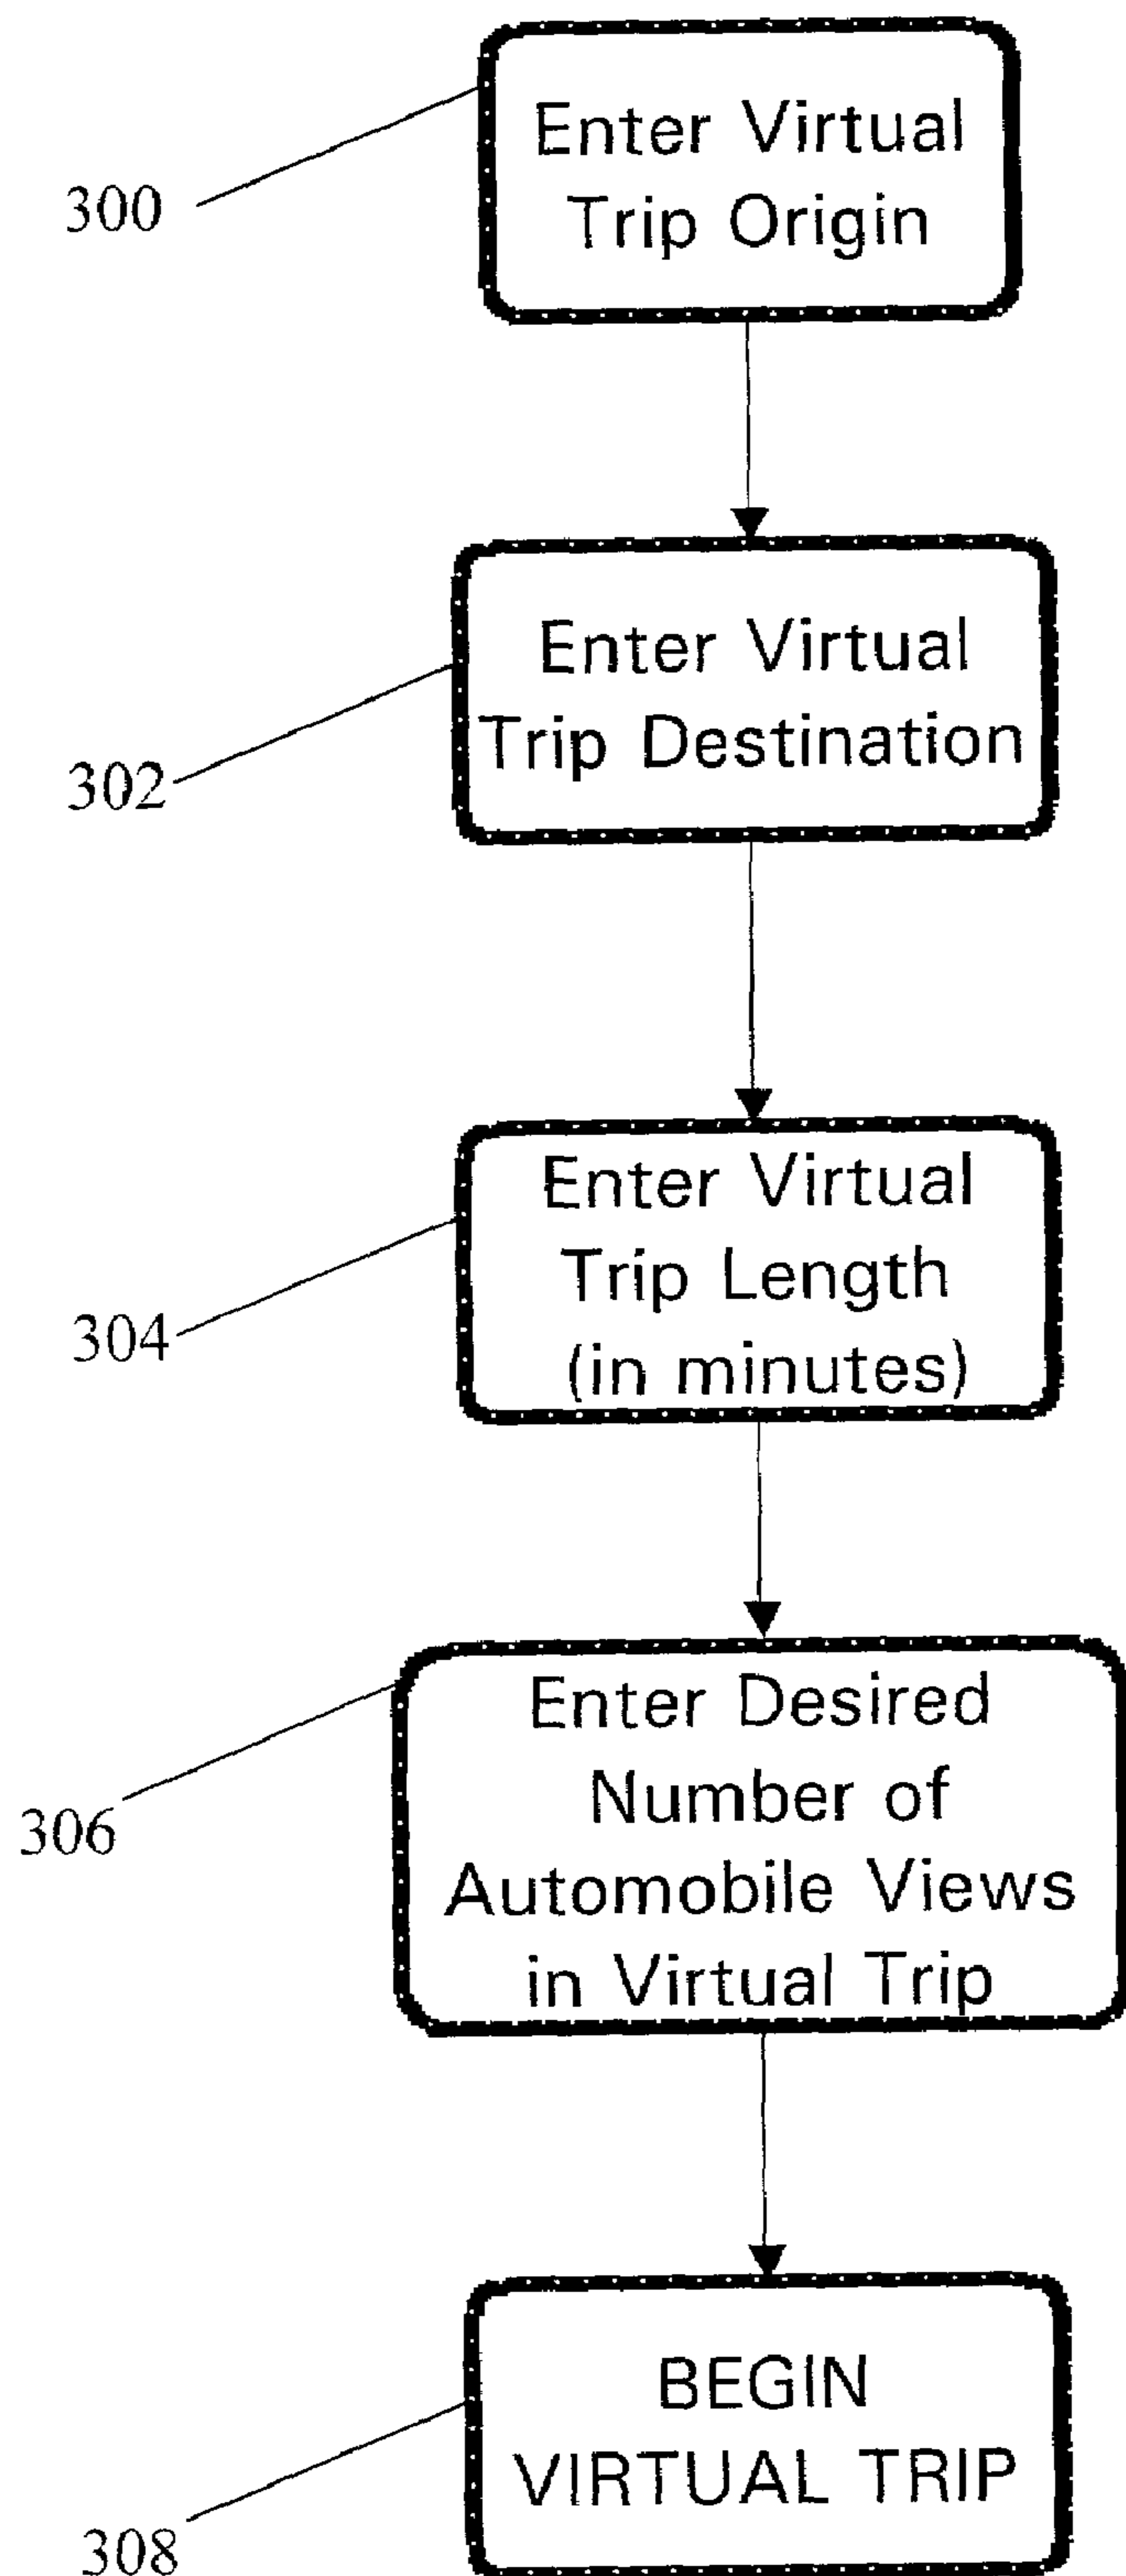 Enter Virtual
Trip Origin
300
Enter Virtual
Trip Destination
302
Enter Virtual
Trip Length
(in minutes)
304
Enter Desired
Number of
Automobile Views
in Virtual Trip
306
BEGIN
VIRTUAL TRIP
308